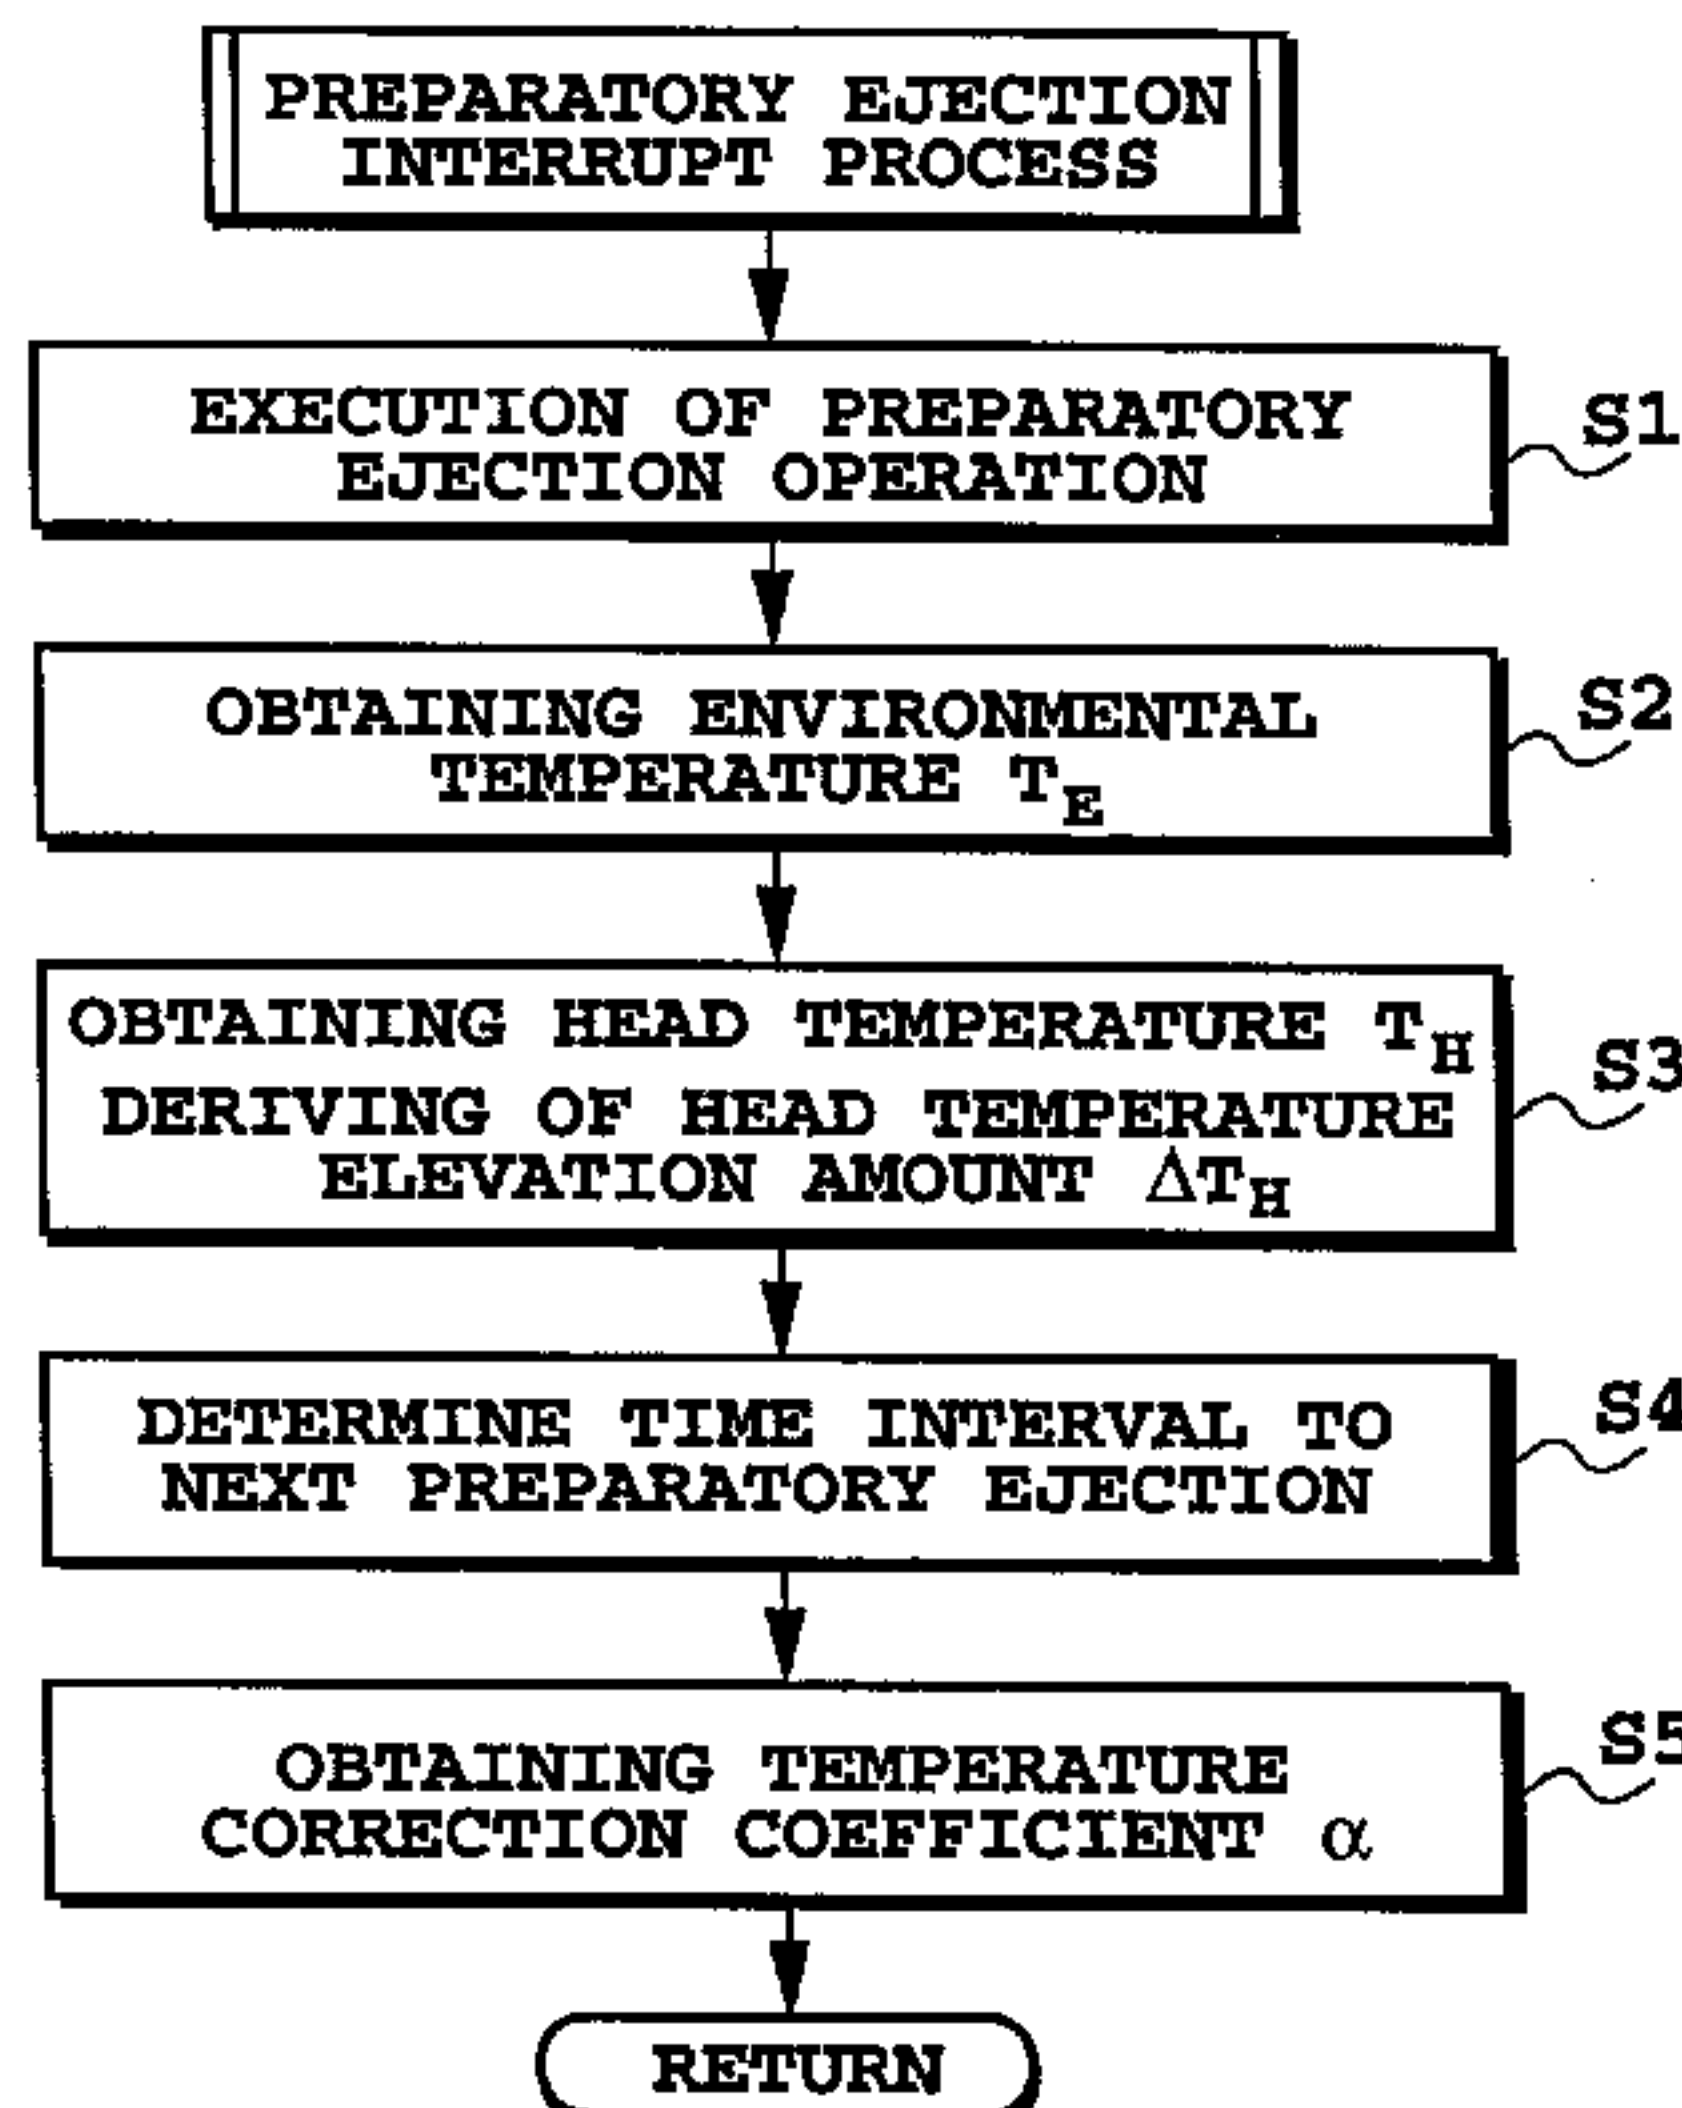 PREPARATORY EJECTION
INTERRUPT PROCESS
EXECUTION OF PREPARATORY
EJECTION OPERATION
S1
OBTAINING ENVIRONMENTAL
TEMPERATURE T_E
S2
OBTAINING HEAD TEMPERATURE T_H
DERIVING OF HEAD TEMPERATURE
ELEVATION AMOUNT ΔT_H
S3
DETERMINE TIME INTERVAL TO
NEXT PREPARATORY EJECTION
S4
OBTAINING TEMPERATURE
CORRECTION COEFFICIENT α
S5
RETURN